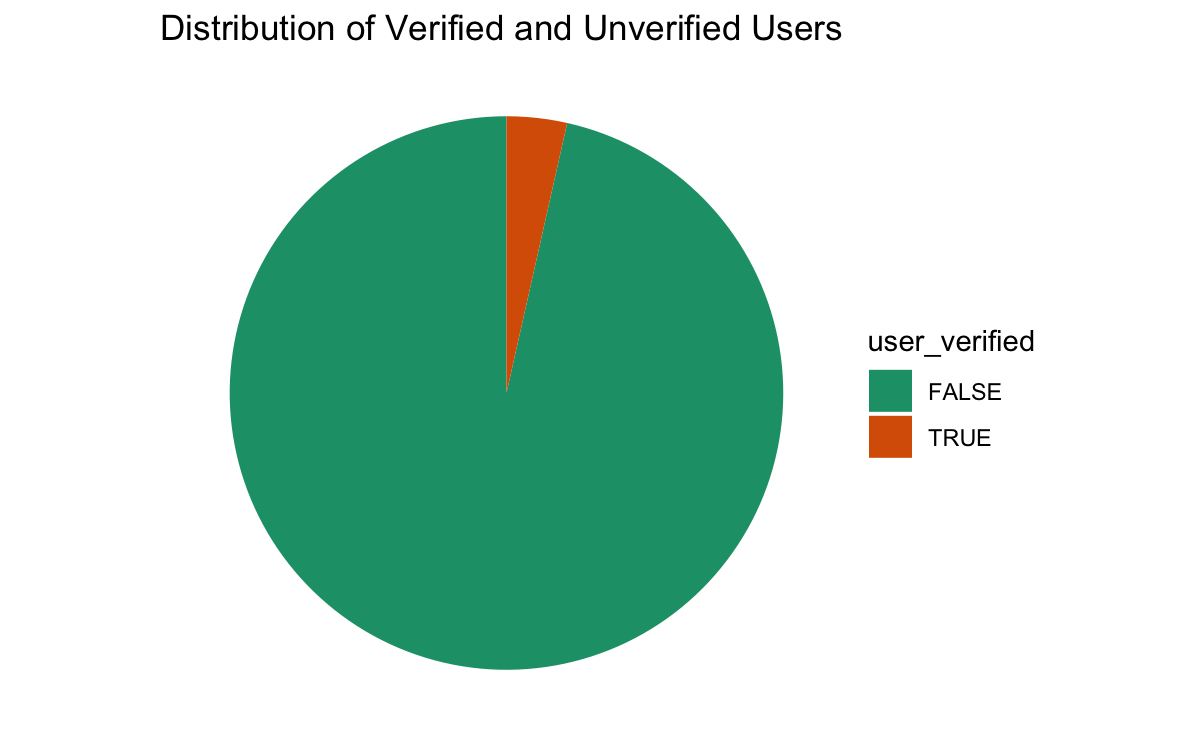 Distribution of Verified and Unverified Users
user_verified
FALSE
TRUE